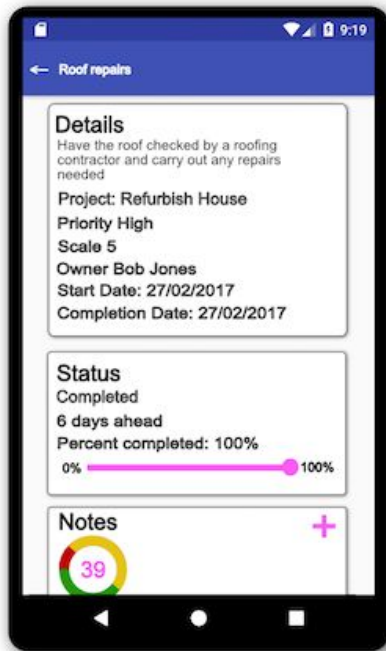 9:19
Roof repairs
Details
Have the roof checked by a roofing
contractor and carry out any repairs
needed
Project: Refurbish House
Priority High
Scale 5
Owner Bob Jones
Start Date: 27/02/2017
Completion Date: 27/02/2017
Status
Completed
6 days ahead
Percent completed: 100%
0% 100%
Notes
39